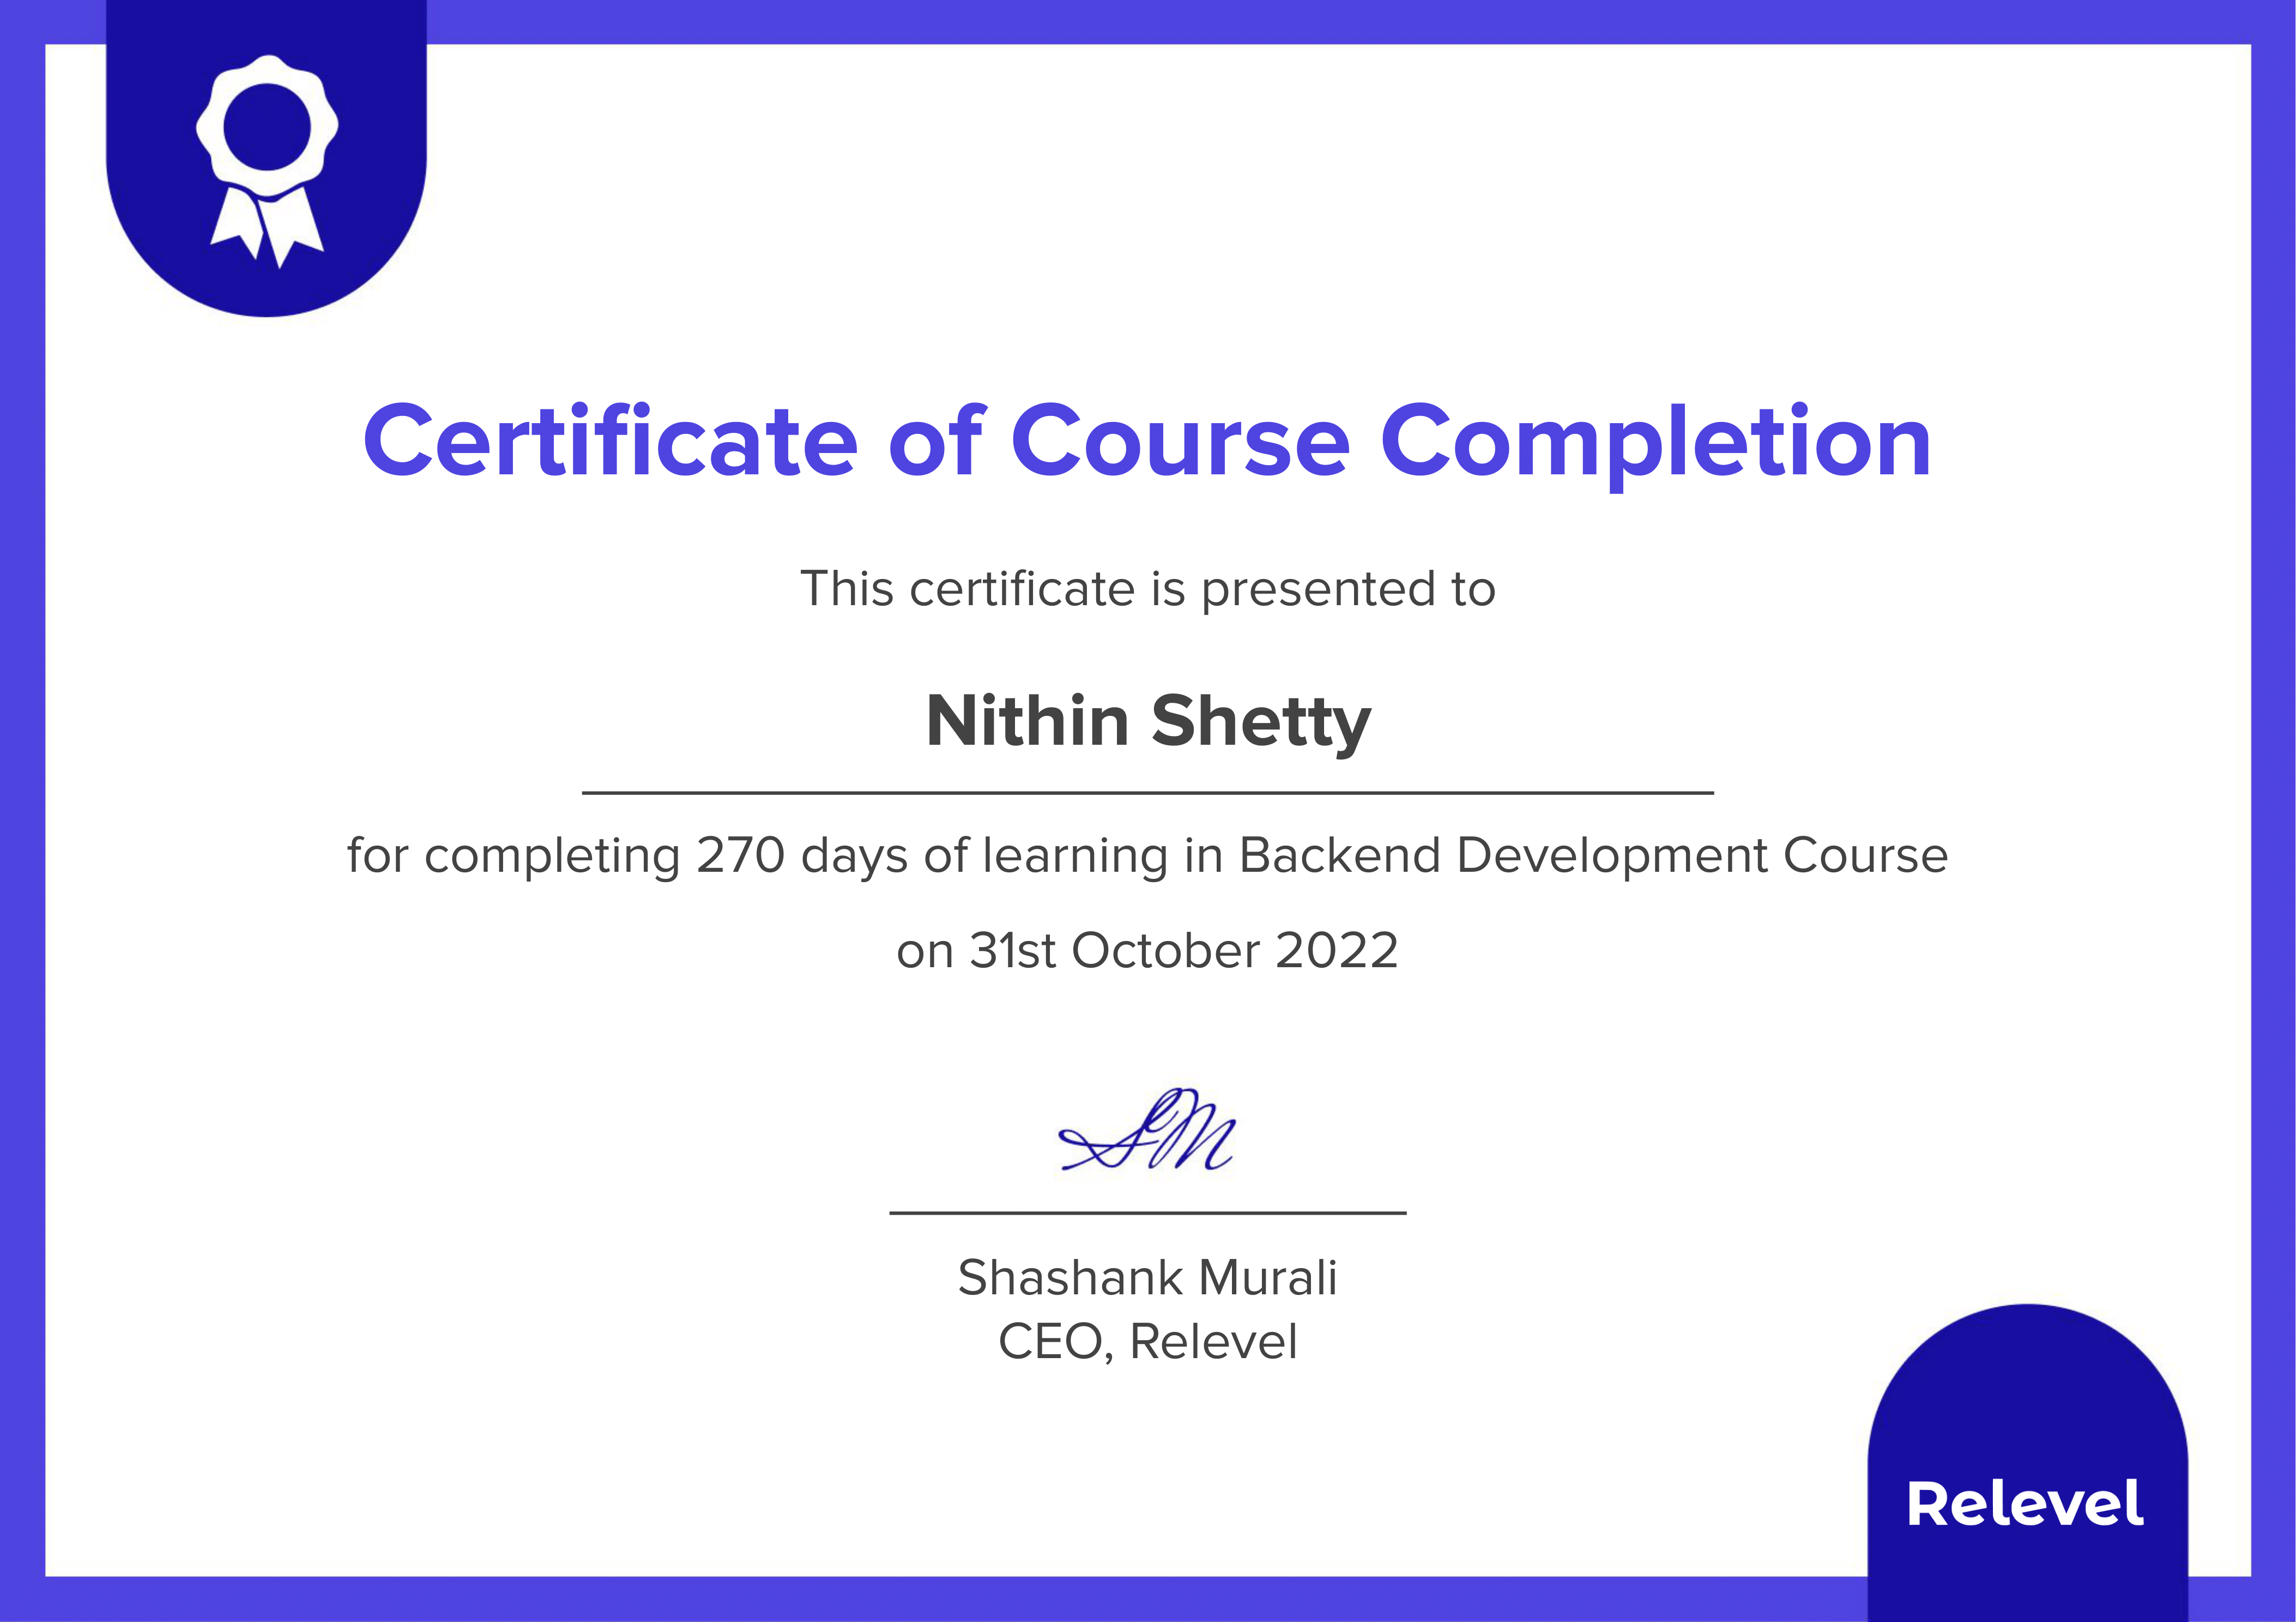 Certificate of Course Completion
This certificate is presented to
Nithin Shetty
for completing 270 days of learning in Backend Development Course
on 31st October 2022
SM
Shashank Murali
CEO, Relevel
Relevel